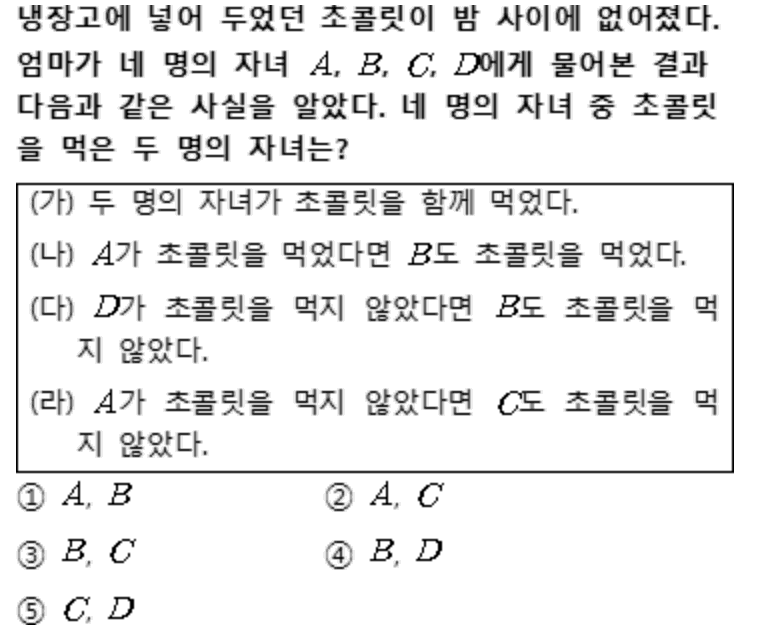 냉장고에 넣어 두었던 초콜릿이 밤 사이에 없어졌다.
엄마가 네 명의 자녀 A, B, C, D에게 물어본 결과
다음과 같은 사실을 알았다. 네 명의 자녀 중 초콜릿
을 먹은 두 명의 자녀는?
(가) 두 명의 자녀가 초콜릿을 함께 먹었다.
(나) A가 초콜릿을 먹었다면 B도 초콜릿을 먹었다.
(다) D가 초콜릿을 먹지 않았다면 B도 초콜릿을 먹
지 않았다.
(라) A가 초콜릿을 먹지 않았다면 C도 초콜릿을 먹
지 않았다.
① A, B ② A, C
③ B, C ④ B, D
⑤ C, D